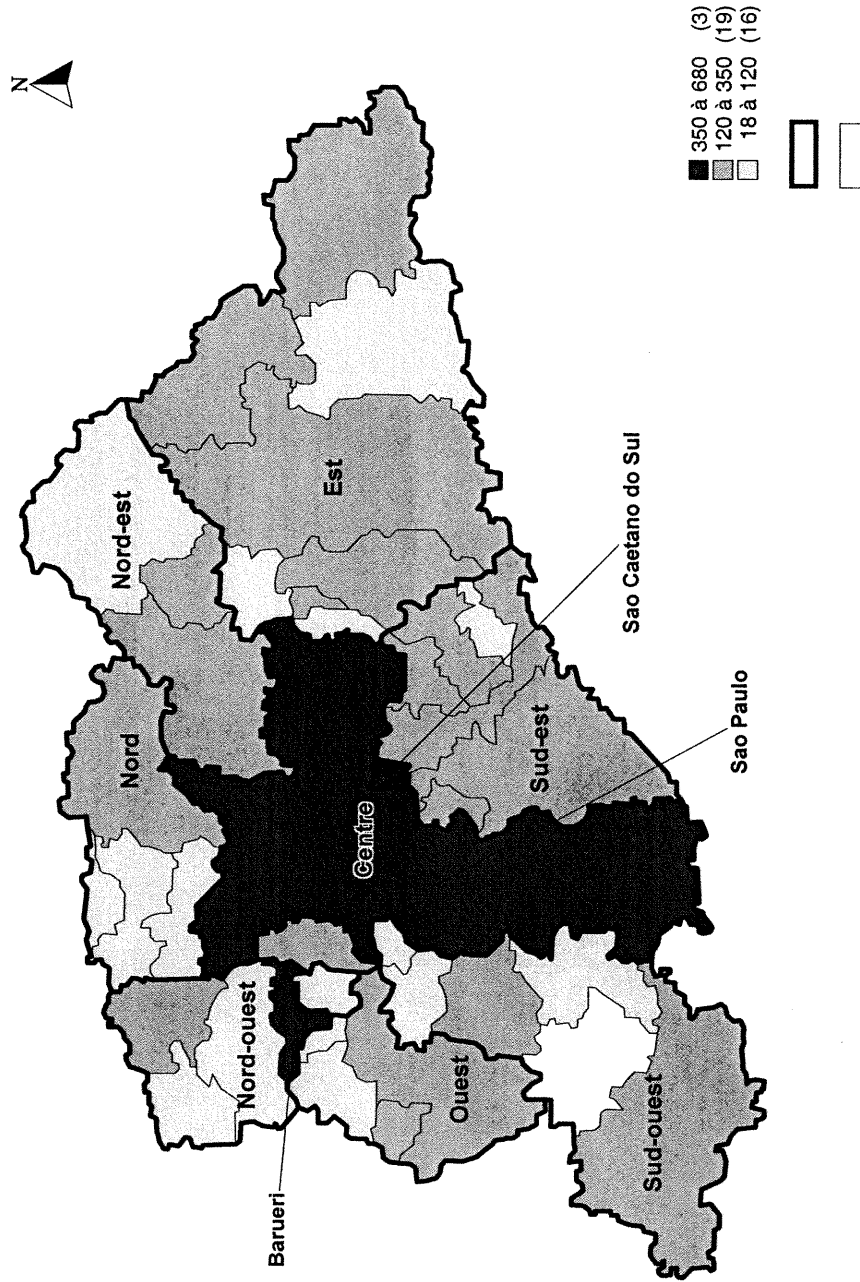 N
Nord-est
Nord
Est
Centre
Nord-ouest
Barueri
Ouest
Sud-est
Sud-ouest
Sao Caetano do Sul
Sao Paulo
350 à 680 (3)
120 à 350 (19)
18 à 120 (16)